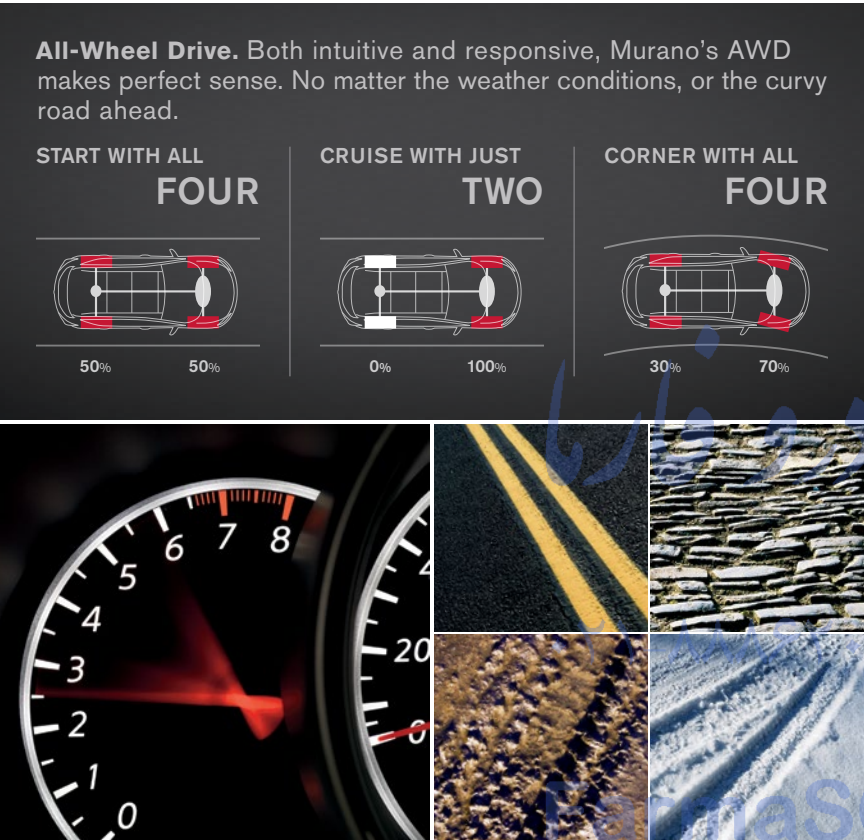 All-Wheel Drive. Both intuitive and responsive, Murano's AWD
makes perfect sense. No matter the weather conditions, or the curvy
road ahead.
START WITH ALL
FOUR
50% 50%
CRUISE WITH JUST
TWO
0% 100%
CORNER WITH ALL
FOUR
30% 70%
8
7
6
5
4
3
2
1
0
20
0